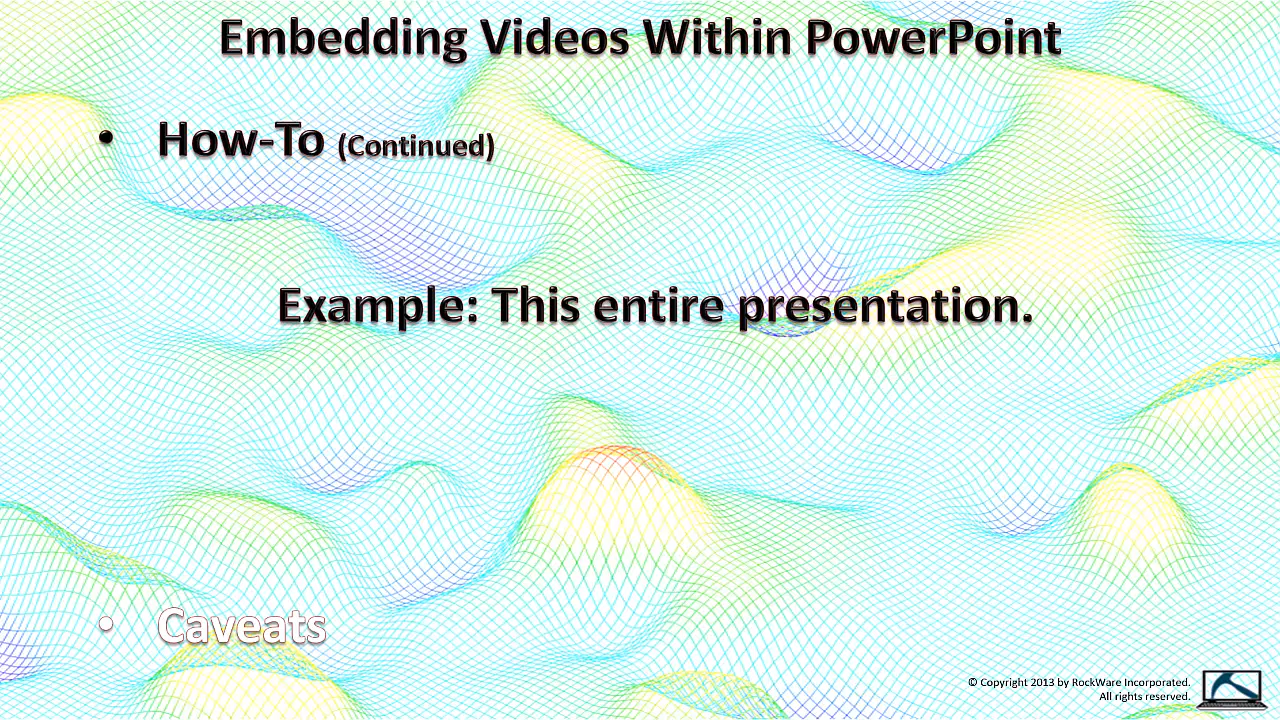 Embedding Videos Within PowerPoint
• How-To (Continued)
Example: This entire presentation.
• Caveats
© Copyright 2013 by RockWare Incorporated.
All rights reserved.